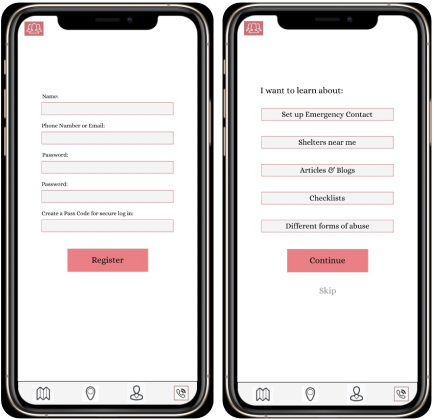 Name:
Phone Number or Email:
Password:
Password:
Create a Pass Code for secure log in:
Register
I want to learn about:
Set up Emergency Contact
Shelters near me
Articles & Blogs
Checklists
Different forms of abuse
Continue
Skip